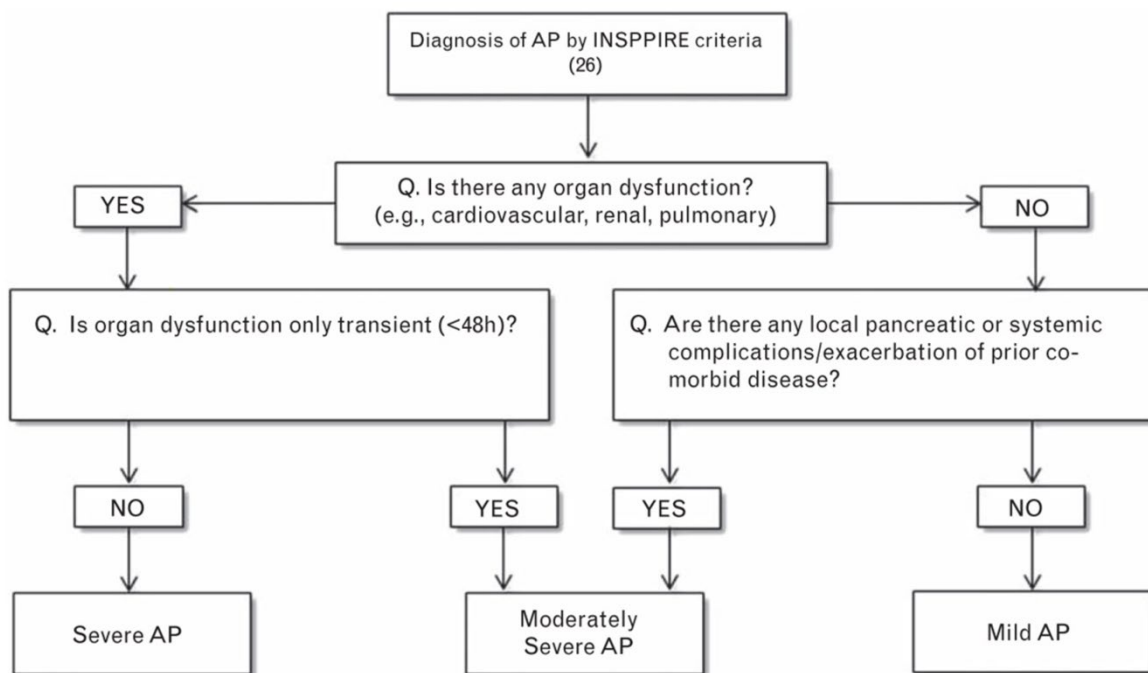 Diagnosis of AP by INSPPIRE criteria
(26)
Q. Is there any organ dysfunction?
(e.g., cardiovascular, renal, pulmonary)
YES
NO
Q. Is organ dysfunction only transient (<48h)?
Q. Are there any local pancreatic or systemic
complications/exacerbation of prior co-
morbid disease?
NO
YES
YES
NO
Severe AP
Moderately
Severe AP
Mild AP